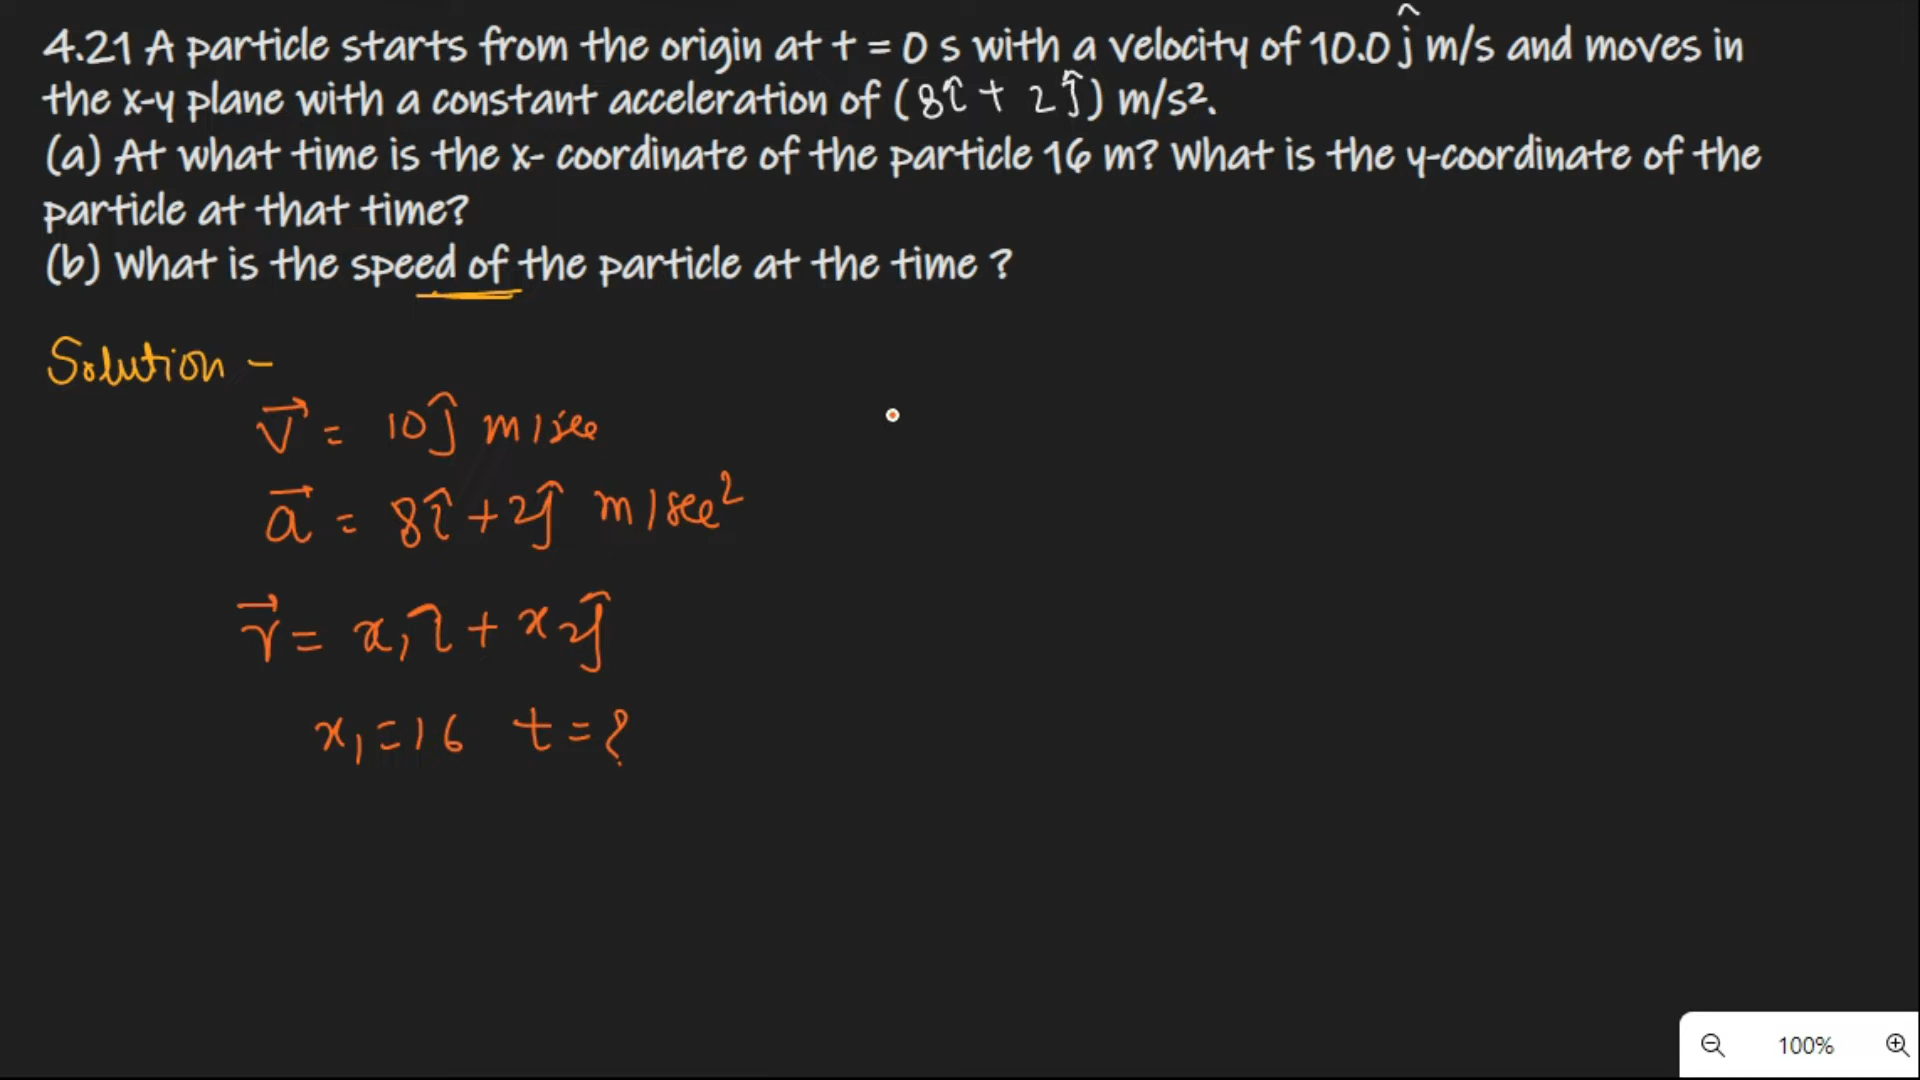 4.21 A particle starts from the origin at t = 0 s with a velocity of 10.0 ĵ m/s and moves in
the x-y plane with a constant acceleration of (8î + 2ĵ) m/s².
(a) At what time is the x- coordinate of the particle 16 m? What is the y-coordinate of the
particle at that time?
(b) What is the speed of the particle at the time ?
Solution -
v⃗ = 10ĵ m/sec
a⃗ = 8î + 2ĵ m/sec²
r⃗ = x₁î + x₂ĵ
x₁ = 16 t = ?
100%